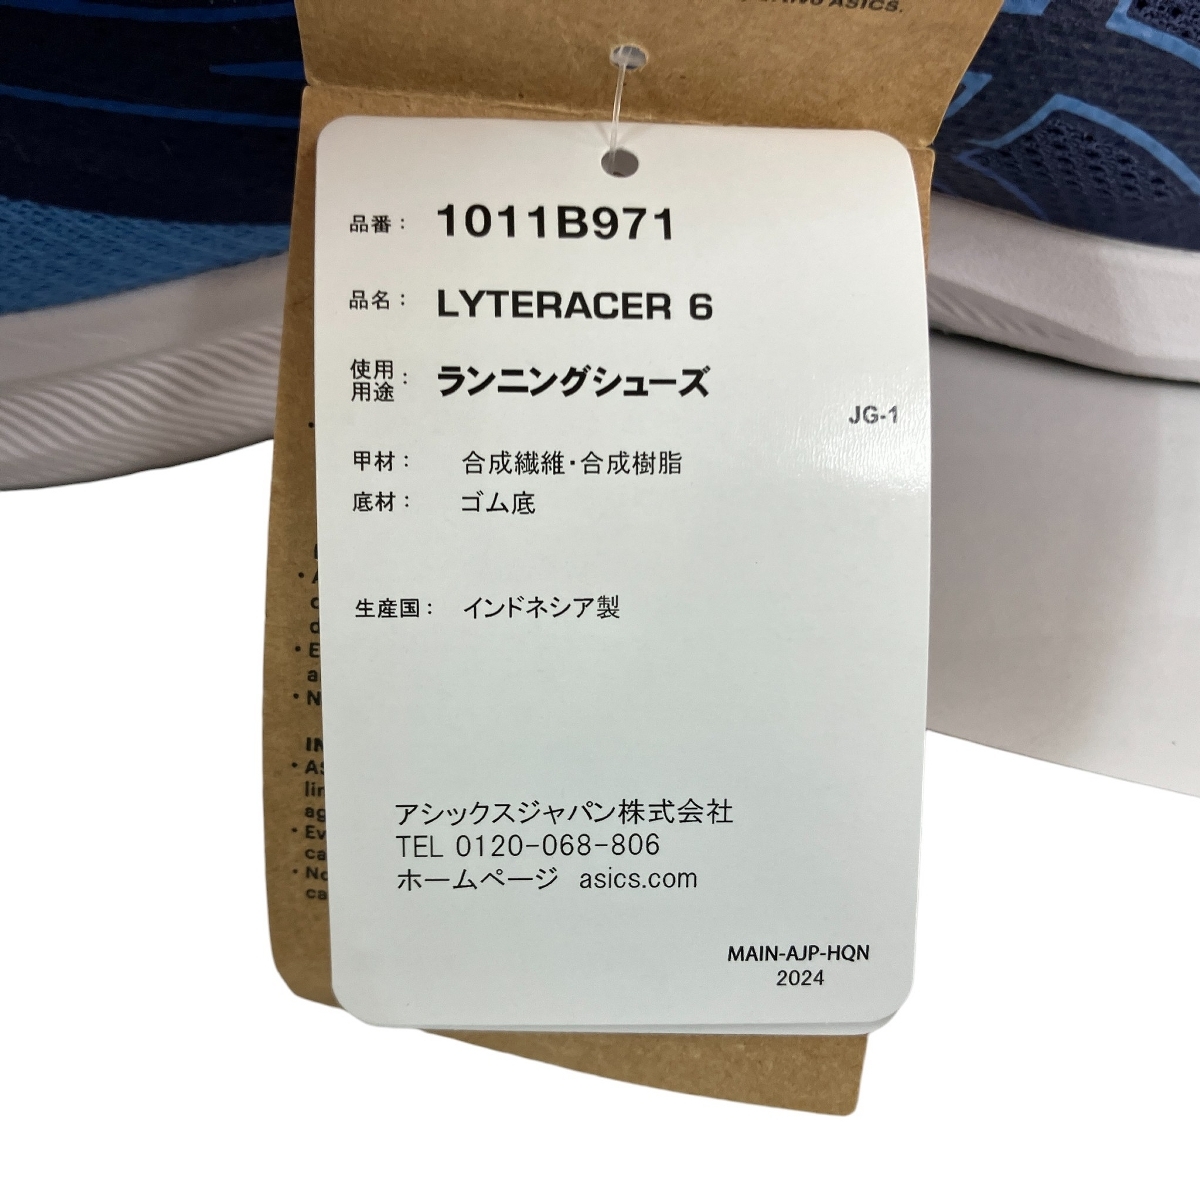 ASICS.
品番： 1011B971
品名： LYTERACER 6
使用用途： ランニングシューズ
JG-1
甲材： 合成繊維・合成樹脂
底材： ゴム底
生産国： インドネシア製
アシックスジャパン株式会社
TEL 0120-068-806
ホームページ asics.com
MAIN-AJP-HQN
2024